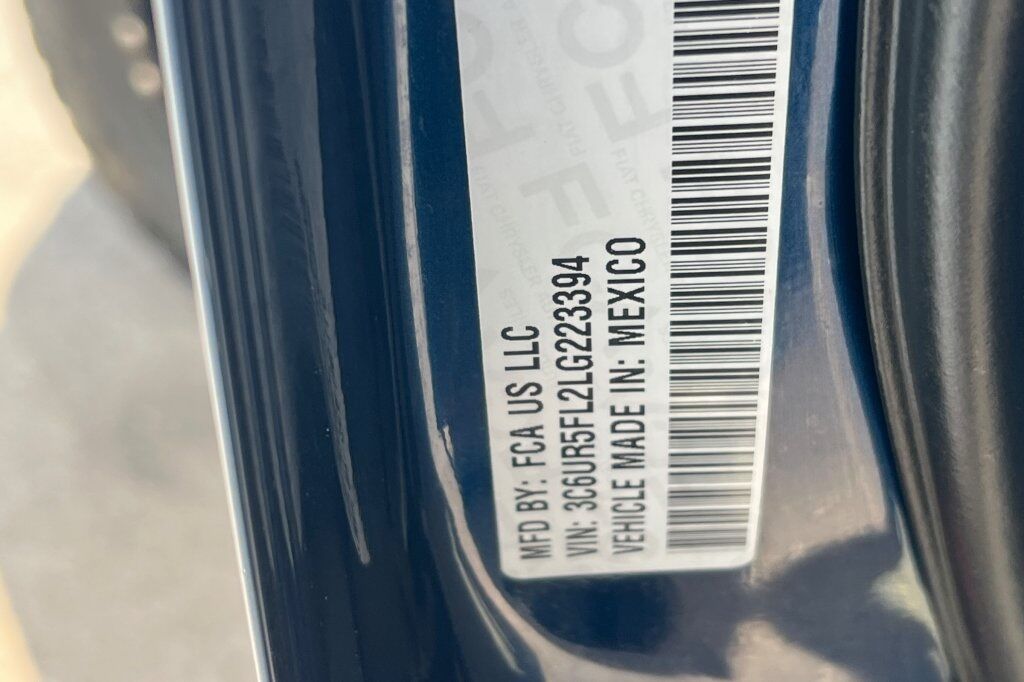 MFD BY: FCA US LLC
VIN: 3C6UR5FL2LG223394
VEHICLE MADE IN: MEXICO